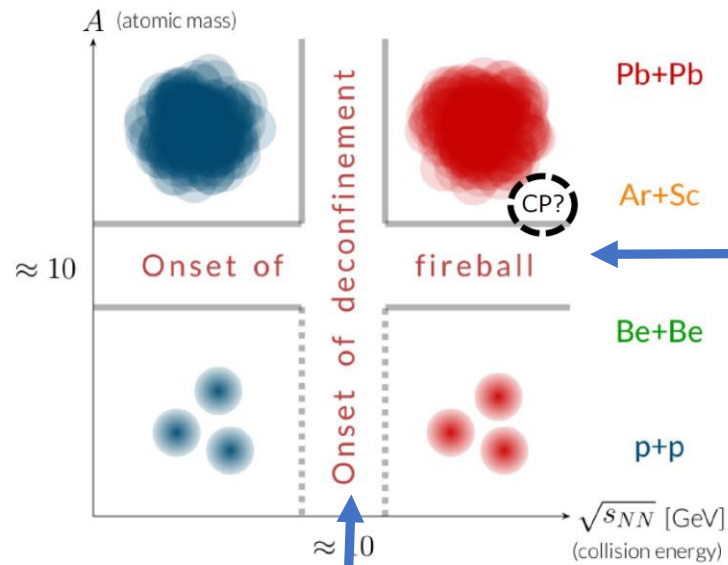 A (atomic mass)
Pb+Pb
Ar+Sc
CP?
Onset of deconfinement
≈ 10
Onset of fireball
Be+Be
p+p
√sNN [GeV]
(collision energy)
≈ 10